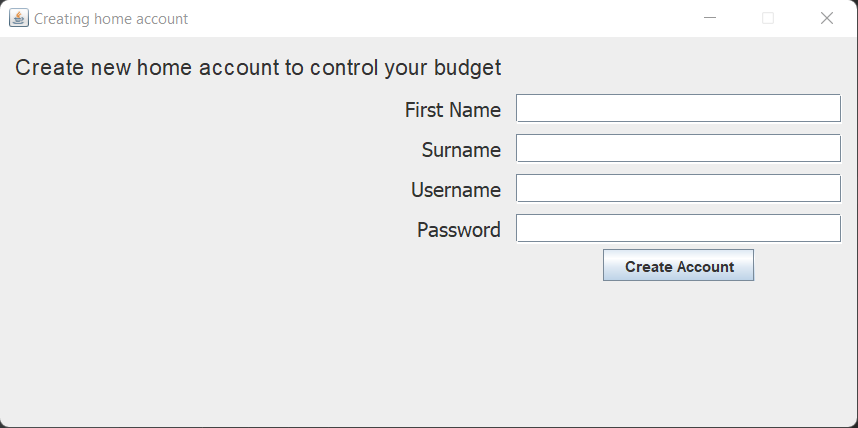 Creating home account
Create new home account to control your budget
First Name
Surname
Username
Password
Create Account